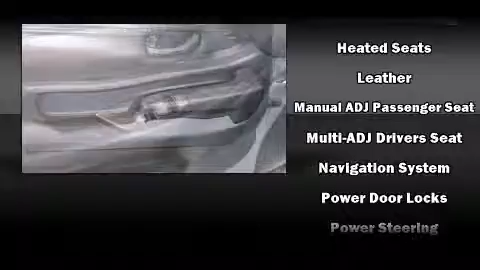 Heated Seats
Leather
Manual ADJ Passenger Seat
Multi-ADJ Drivers Seat
Navigation System
Power Door Locks
Power Steering